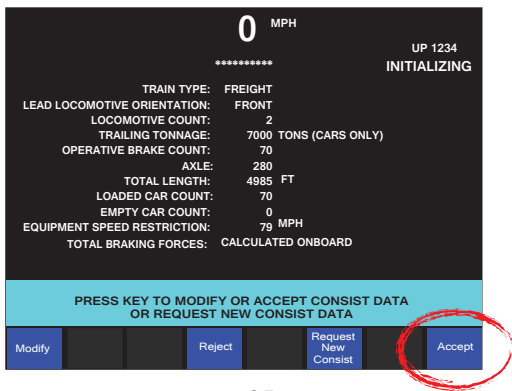 0 MPH
UP 1234
********** INITIALIZING
TRAIN TYPE: FREIGHT
LEAD LOCOMOTIVE ORIENTATION: FRONT
LOCOMOTIVE COUNT: 2
TRAILING TONNAGE: 7000 TONS (CARS ONLY)
OPERATIVE BRAKE COUNT: 70
AXLE: 280
TOTAL LENGTH: 4985 FT
LOADED CAR COUNT: 70
EMPTY CAR COUNT: 0
EQUIPMENT SPEED RESTRICTION: 79 MPH
TOTAL BRAKING FORCES: CALCULATED ONBOARD
PRESS KEY TO MODIFY OR ACCEPT CONSIST DATA
OR REQUEST NEW CONSIST DATA
Modify
Reject
Request
New
Consist
Accept